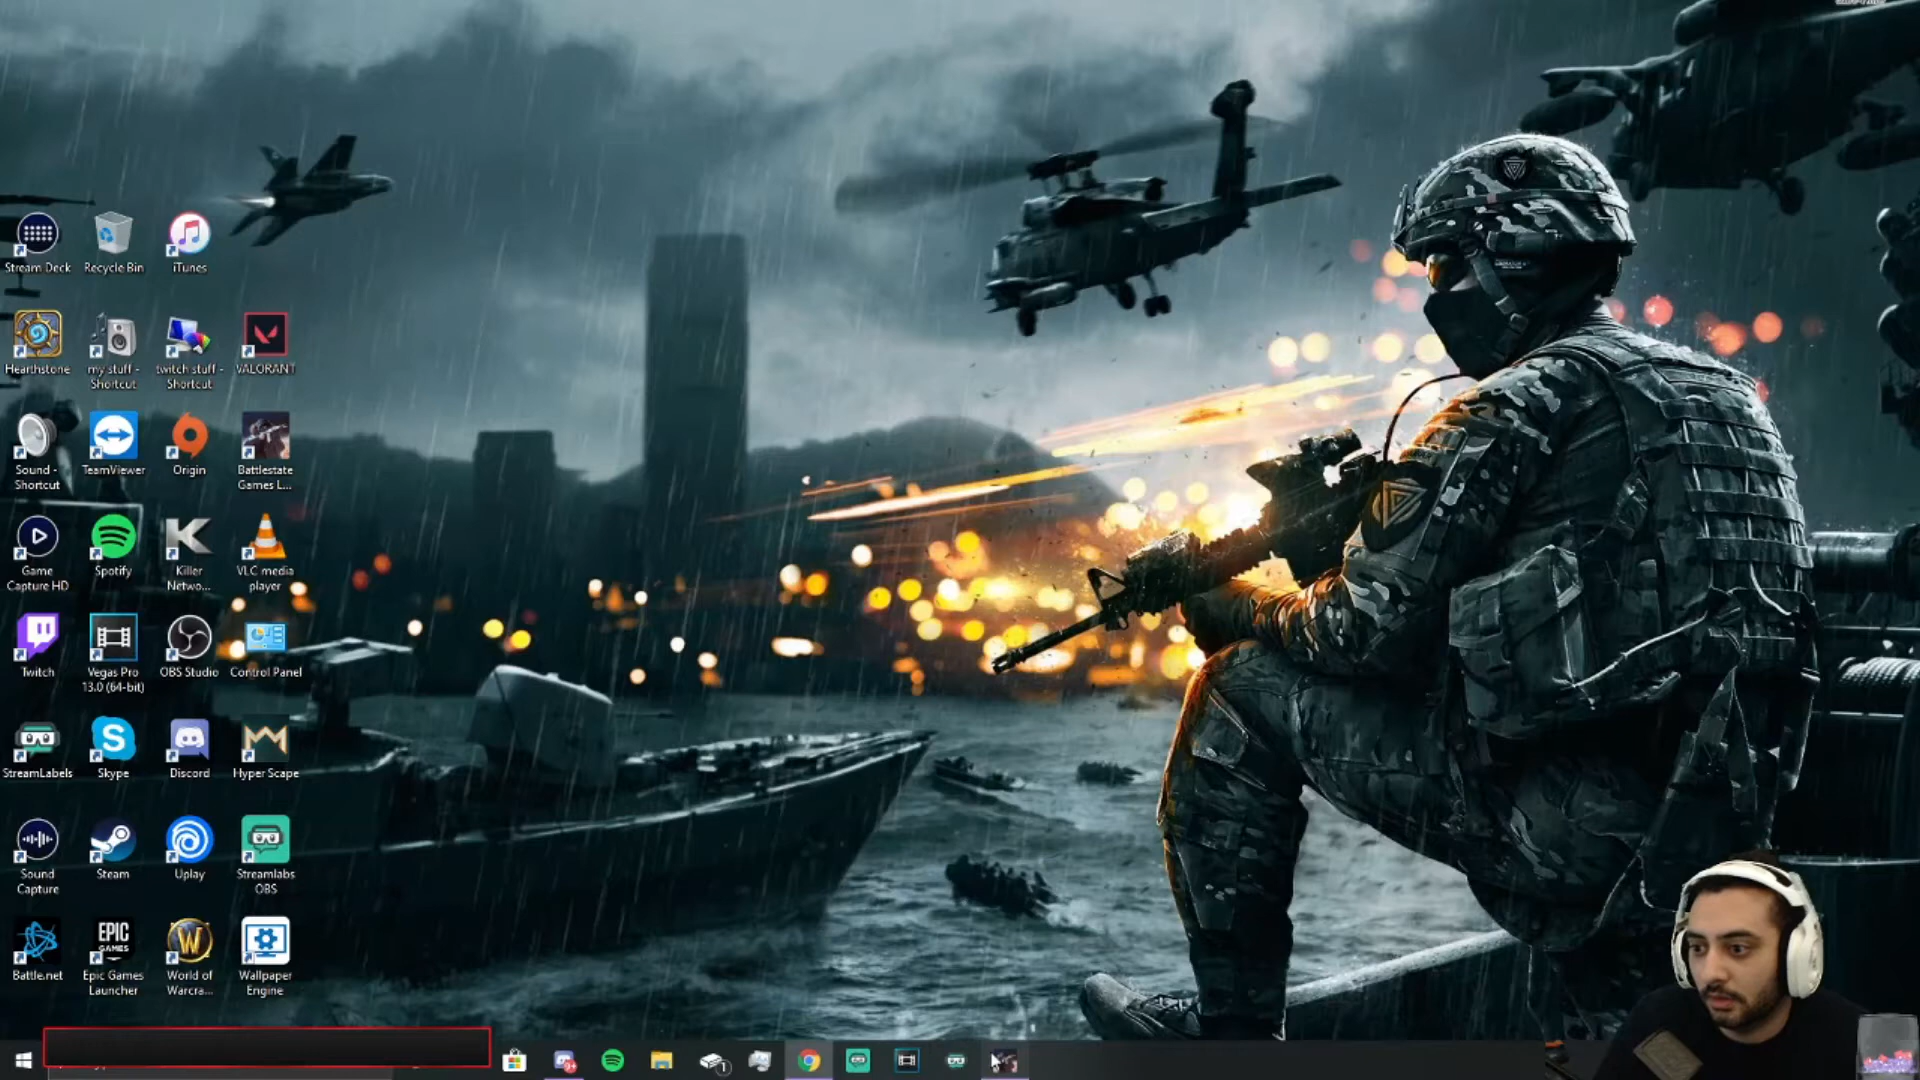 Stream Deck
Recycle Bin
iTunes
Hearthstone
my stuff -
Shortcut
twitch stuff -
Shortcut
VALORANT
Sound -
Shortcut
TeamViewer
Origin
Battlestate
Games L...
Game
Capture HD
Spotify
Killer
Netwo...
VLC media
player
Twitch
Vegas Pro
13.0 (64-bit)
OBS Studio
Control Panel
StreamLabels
Skype
Discord
Hyper Scape
Sound
Capture
Steam
Uplay
Streamlabs
OBS
Battle.net
EPIC
GAMES
Epic Games
Launcher
World of
Warcra...
Wallpaper
Engine